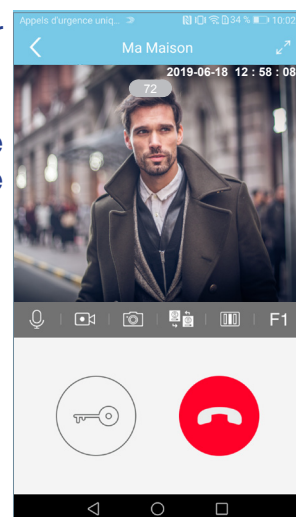 r
e
e
Appels d'urgence uniq... 34 % 10:02
Ma Maison
2019-06-18 12 : 58 : 08
72
F1